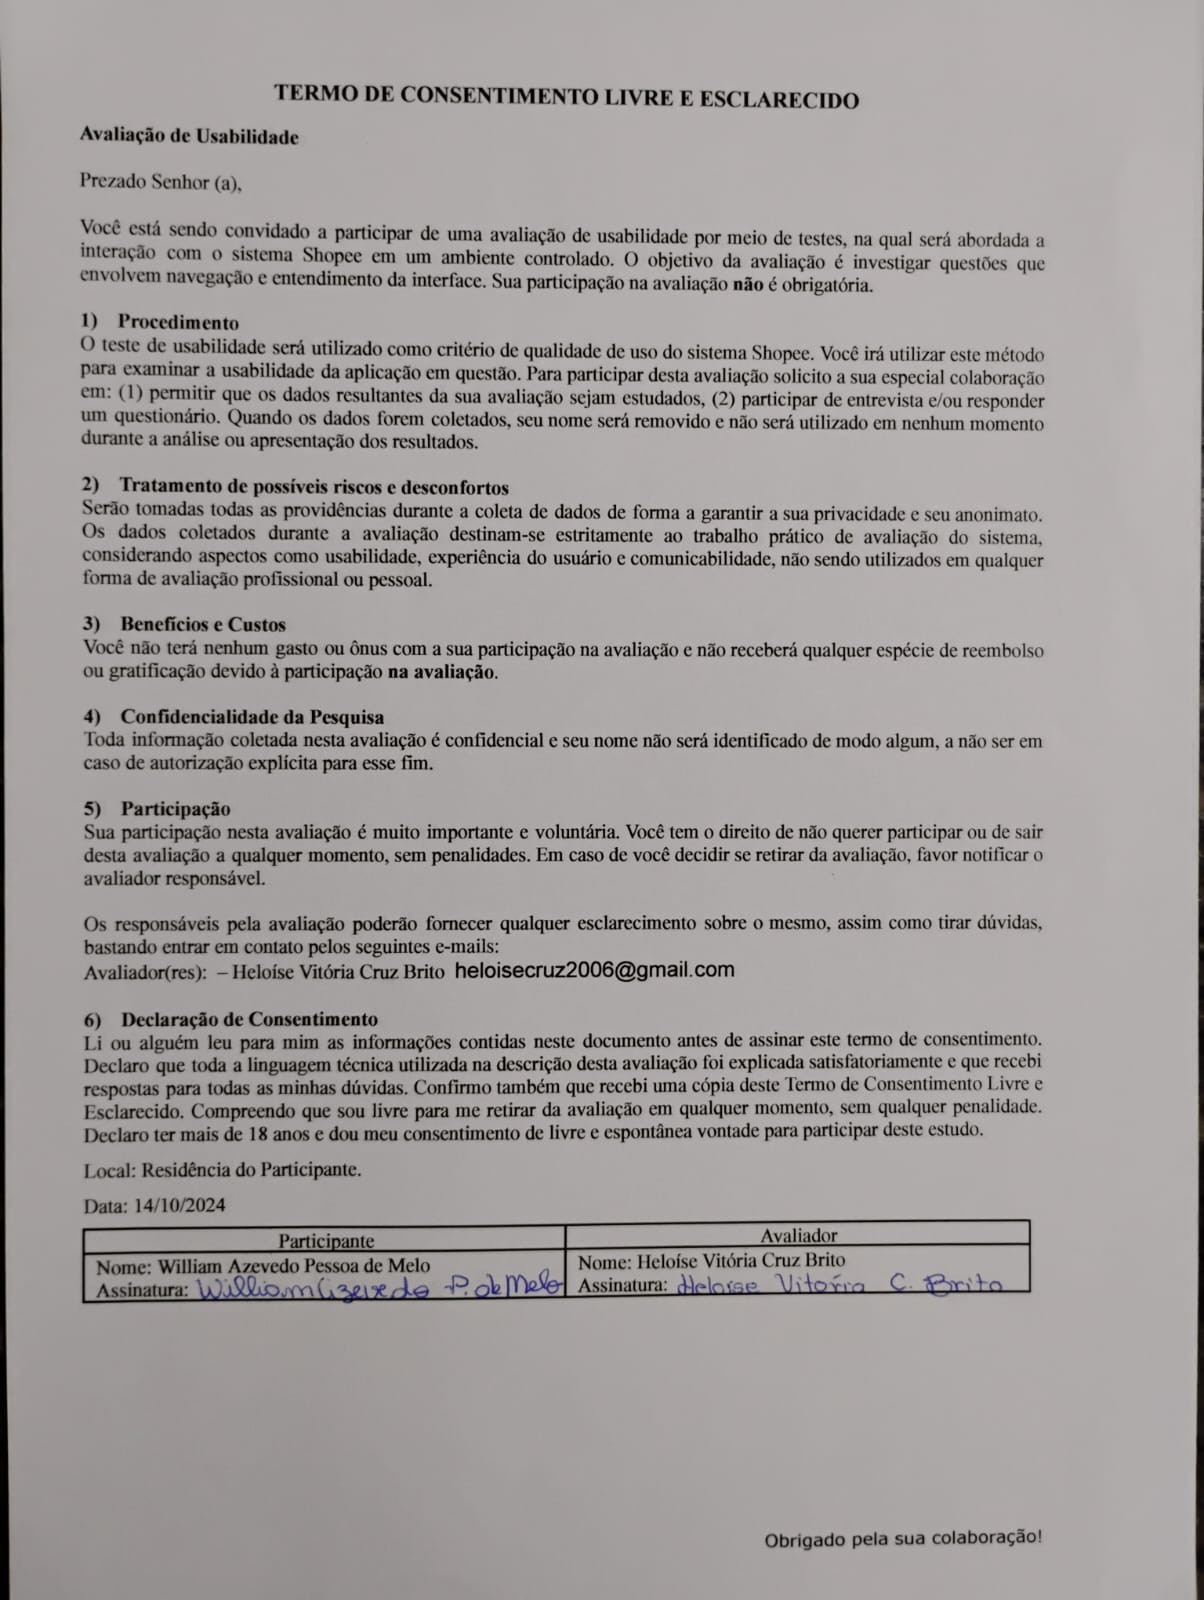 TERMO DE CONSENTIMENTO LIVRE E ESCLARECIDO
Avaliação de Usabilidade
Prezado Senhor (a),
Você está sendo convidado a participar de uma avaliação de usabilidade por meio de testes, na qual será abordada a
interação com o sistema Shopee em um ambiente controlado. O objetivo da avaliação é investigar questões que
envolvem navegação e entendimento da interface. Sua participação na avaliação não é obrigatória.
1) Procedimento
O teste de usabilidade será utilizado como critério de qualidade de uso do sistema Shopee. Você irá utilizar este método
para examinar a usabilidade da aplicação em questão. Para participar desta avaliação solicito a sua especial colaboração
em: (1) permitir que os dados resultantes da sua avaliação sejam estudados, (2) participar de entrevista e/ou responder
um questionário. Quando os dados forem coletados, seu nome será removido e não será utilizado em nenhum momento
durante a análise ou apresentação dos resultados.
2) Tratamento de possíveis riscos e desconfortos
Serão tomadas todas as providências durante a coleta de dados de forma a garantir a sua privacidade e seu anonimato.
Os dados coletados durante a avaliação destinam-se estritamente ao trabalho prático de avaliação do sistema,
considerando aspectos como usabilidade, experiência do usuário e comunicabilidade, não sendo utilizados em qualquer
forma de avaliação profissional ou pessoal.
3) Benefícios e Custos
Você não terá nenhum gasto ou ônus com a sua participação na avaliação e não receberá qualquer espécie de reembolso
ou gratificação devido à participação na avaliação.
4) Confidencialidade da Pesquisa
Toda informação coletada nesta avaliação é confidencial e seu nome não será identificado de modo algum, a não ser em
caso de autorização explícita para esse fim.
5) Participação
Sua participação nesta avaliação é muito importante e voluntária. Você tem o direito de não querer participar ou de sair
desta avaliação a qualquer momento, sem penalidades. Em caso de você decidir se retirar da avaliação, favor notificar o
avaliador responsável.
Os responsáveis pela avaliação poderão fornecer qualquer esclarecimento sobre o mesmo, assim como tirar dúvidas,
bastando entrar em contato pelos seguintes e-mails:
Avaliador(res): – Heloíse Vitória Cruz Brito heloisecruz2006@gmail.com
6) Declaração de Consentimento
Li ou alguém leu para mim as informações contidas neste documento antes de assinar este termo de consentimento.
Declaro que toda a linguagem técnica utilizada na descrição desta avaliação foi explicada satisfatoriamente e que recebi
respostas para todas as minhas dúvidas. Confirmo também que recebi uma cópia deste Termo de Consentimento Livre e
Esclarecido. Compreendo que sou livre para me retirar da avaliação em qualquer momento, sem qualquer penalidade.
Declaro ter mais de 18 anos e dou meu consentimento de livre e espontânea vontade para participar deste estudo.
Local: Residência do Participante.
Data: 14/10/2024
Participante
Nome: William Azevedo Pessoa de Melo
Assinatura: William Azevedo P. de Melo
Avaliador
Nome: Heloíse Vitória Cruz Brito
Assinatura: Heloíse Vitória C. Brito
Obrigado pela sua colaboração!